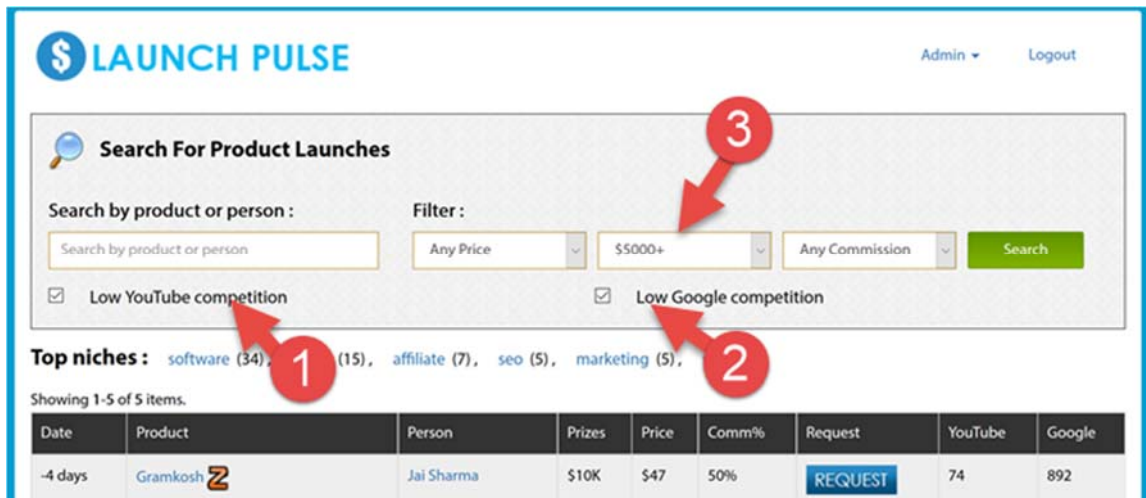 $ LAUNCH PULSE
Admin Logout
3
Search For Product Launches
Search by product or person : Filter :
Search by product or person Any Price $5000+ Any Commission Search
Low YouTube competition Low Google competition
1 2
Top niches : software (34), (15), affiliate (7), seo (5), marketing (5),
Showing 1-5 of 5 items.
Date Product Person Prizes Price Comm% Request YouTube Google
-4 days Gramkosh Z Jai Sharma $10K $47 50% REQUEST 74 892